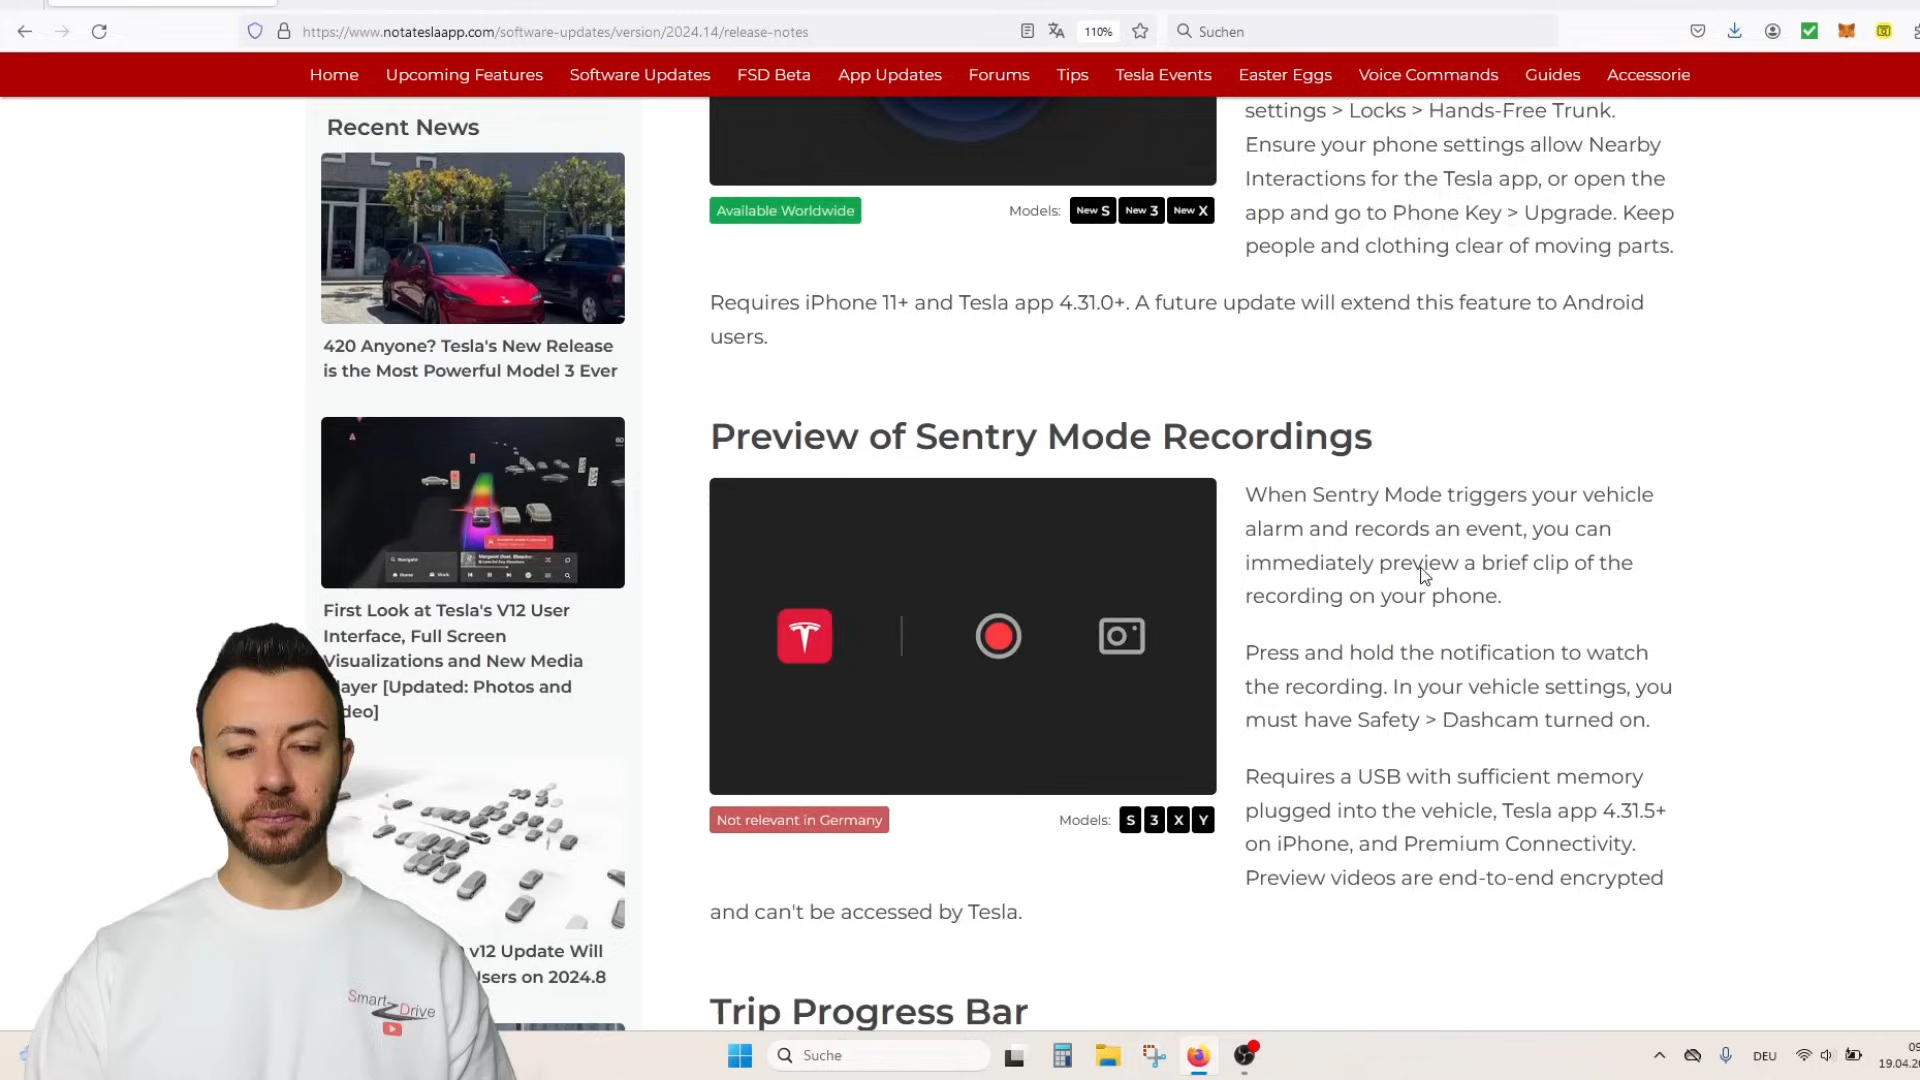 https://www.notateslaapp.com/software-updates/version/2024.14/release-notes
110%
Suchen
Home Upcoming Features Software Updates FSD Beta App Updates Forums Tips Tesla Events Easter Eggs Voice Commands Guides Accessorie
Recent News
420 Anyone? Tesla's New Release
is the Most Powerful Model 3 Ever
First Look at Tesla's V12 User
Interface, Full Screen
Visualizations and New Media
layer [Updated: Photos and
deo]
v12 Update Will
Users on 2024.8
settings > Locks > Hands-Free Trunk.
Ensure your phone settings allow Nearby
Interactions for the Tesla app, or open the
app and go to Phone Key > Upgrade. Keep
people and clothing clear of moving parts.
Available Worldwide
Models: New S New 3 New X
Requires iPhone 11+ and Tesla app 4.31.0+. A future update will extend this feature to Android
users.
Preview of Sentry Mode Recordings
When Sentry Mode triggers your vehicle
alarm and records an event, you can
immediately preview a brief clip of the
recording on your phone.
Press and hold the notification to watch
the recording. In your vehicle settings, you
must have Safety > Dashcam turned on.
Requires a USB with sufficient memory
plugged into the vehicle, Tesla app 4.31.5+
on iPhone, and Premium Connectivity.
Preview videos are end-to-end encrypted
and can't be accessed by Tesla.
Not relevant in Germany
Models: S 3 X Y
Trip Progress Bar
Smart
Drive
Suche
DEU
09
19.04.20